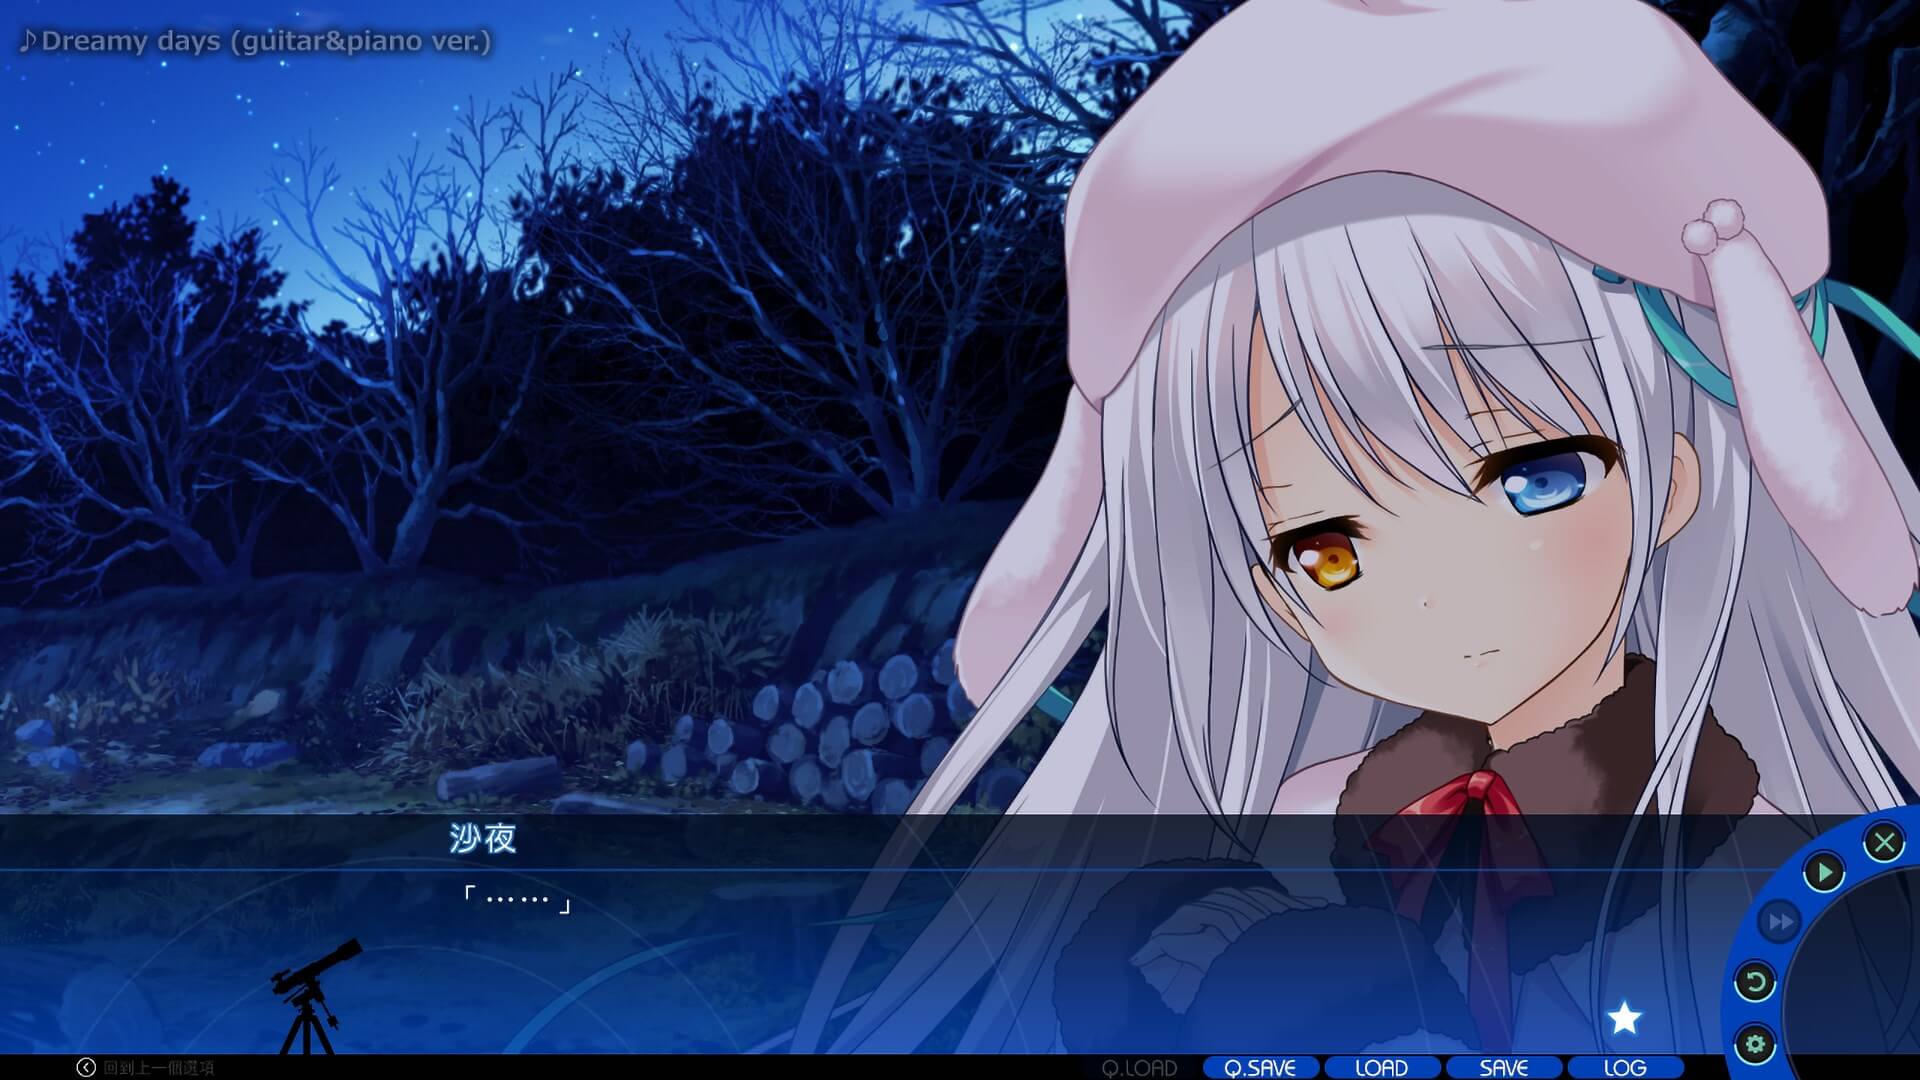 ♪Dreamy days (guitar&piano ver.)
沙夜
「……」
回到上一個選項
Q.LOAD
Q.SAVE
LOAD
SAVE
LOG